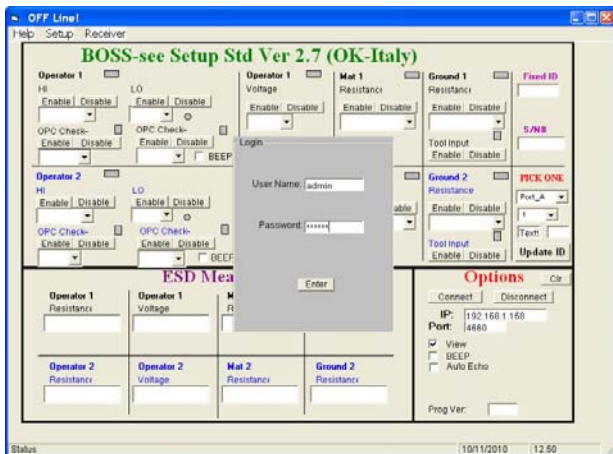 OFF Line!
Help Setup Receiver
BOSS-see Setup Std Ver 2.7 (OK-Italy)
Operator 1
HI
Enable Disable
LO
Enable Disable
OPC Check-
Enable Disable
OPC Check-
Enable Disable
BEEP
Operator 1
Voltage
Enable Disable
Mat 1
Resistance
Enable Disable
Ground 1
Resistance
Enable Disable
Tool Input
Enable Disable
Fixed ID
S/N#
Operator 2
HI
Enable Disable
LO
Enable Disable
OPC Check-
Enable Disable
OPC Check-
Enable Disable
BEEP
Login
User Name: admin
Password: xxxxxx
Enter
Ground 2
Resistance
Enable Disable
Tool Input
Enable Disable
PICK ONE
Port_A
1
Text!
Update ID
ESD Mea
Operator 1
Resistance
Operator 1
Voltage
Operator 2
Resistance
Operator 2
Voltage
Mat 2
Resistance
Ground 2
Resistance
Options
Clr
Connect Disconnect
IP: 192.168.1.158
Port: 4660
View
BEEP
Auto Echo
Prog Ver:
Status
10/11/2010
12:50